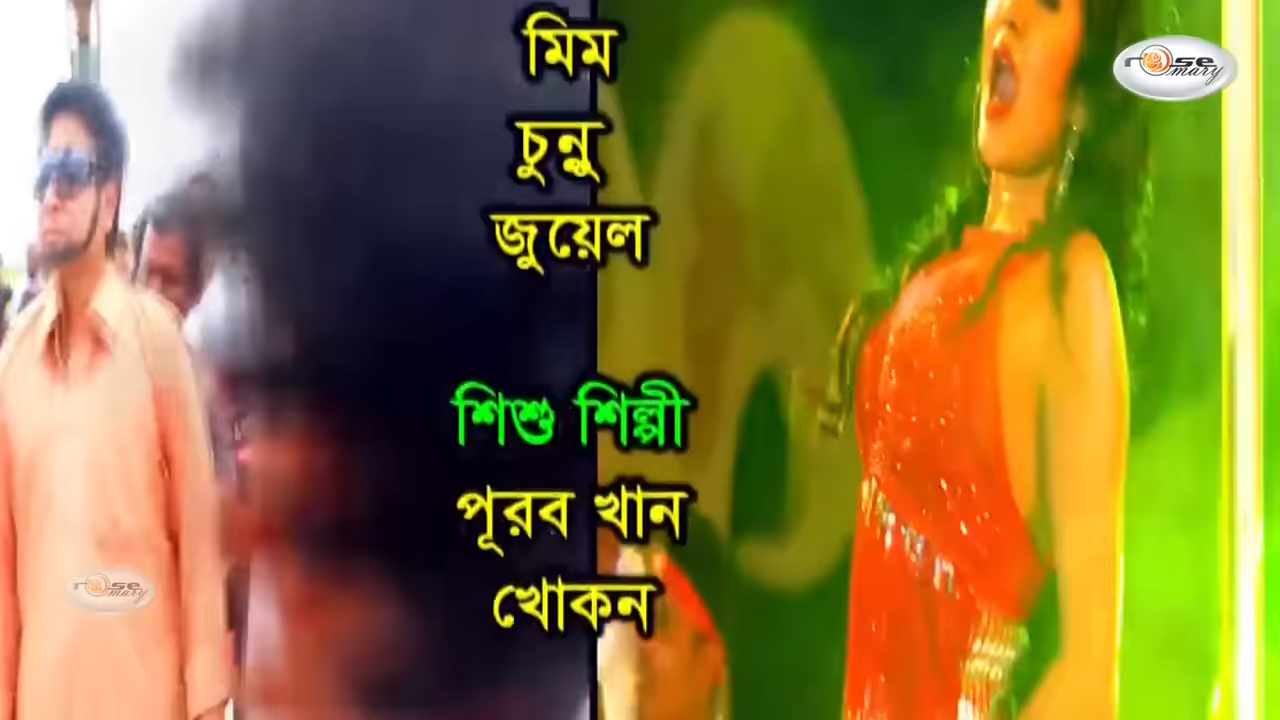 মিম
চুন্নু
জুয়েল
শিশু শিল্পী
পূরব খান
খোকন
rose
mary
rose
mary